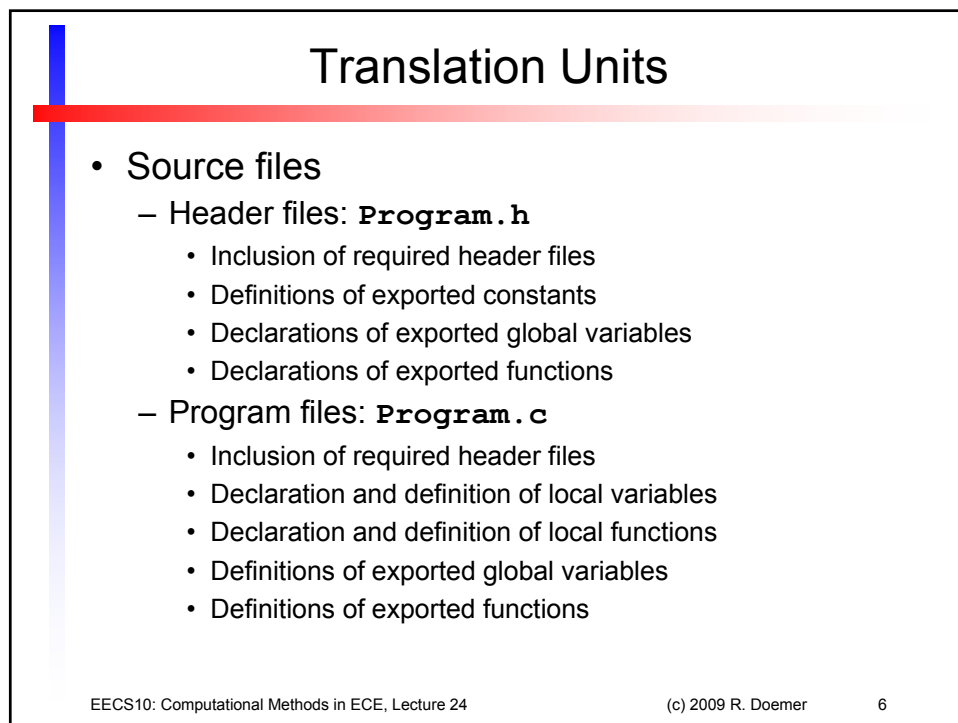 Translation Units
• Source files
– Header files: Program.h
• Inclusion of required header files
• Definitions of exported constants
• Declarations of exported global variables
• Declarations of exported functions
– Program files: Program.c
• Inclusion of required header files
• Declaration and definition of local variables
• Declaration and definition of local functions
• Definitions of exported global variables
• Definitions of exported functions
EECS10: Computational Methods in ECE, Lecture 24 (c) 2009 R. Doemer 6